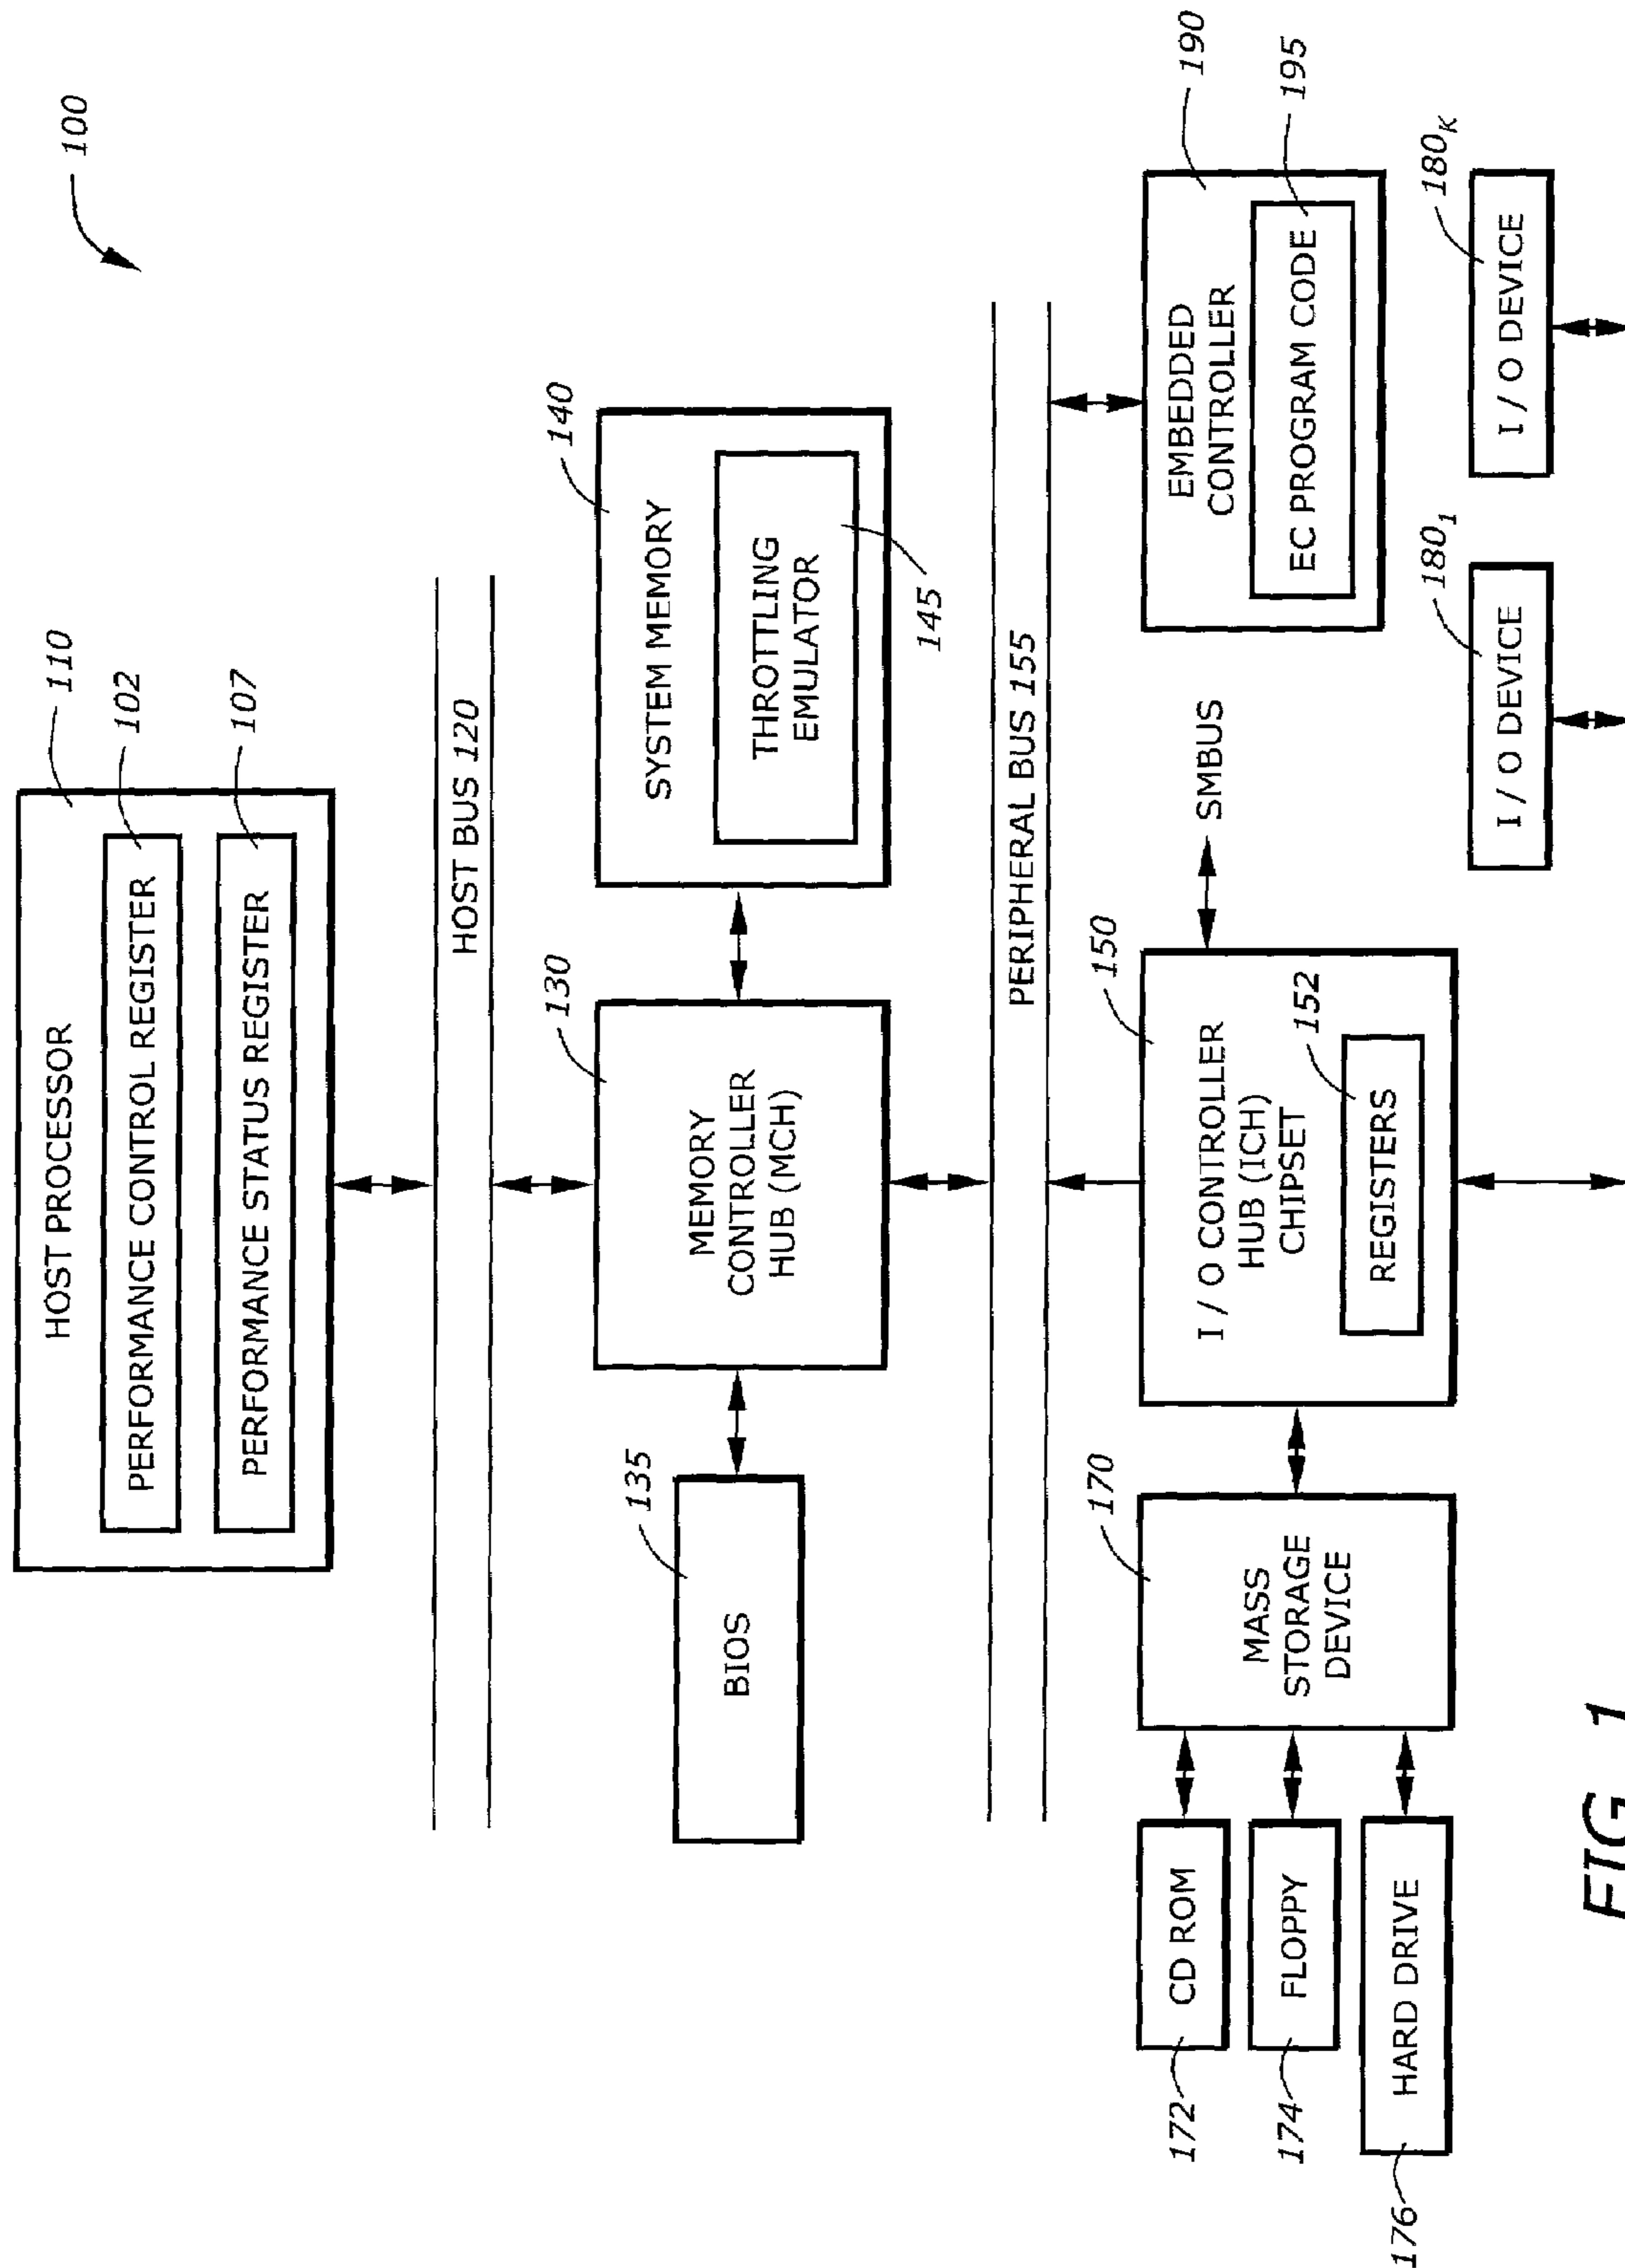 100
HOST PROCESSOR
110
PERFORMANCE CONTROL REGISTER
102
PERFORMANCE STATUS REGISTER
107
HOST BUS 120
BIOS
135
MEMORY
CONTROLLER
HUB (MCH)
130
SYSTEM MEMORY
140
THROTTLING
EMULATOR
145
PERIPHERAL BUS 155
172
CD ROM
174
FLOPPY
176
HARD DRIVE
MASS
STORAGE
DEVICE
170
I / O CONTROLLER
HUB (ICH)
CHIPSET
150
REGISTERS
152
SMBUS
EMBEDDED
CONTROLLER
190
EC PROGRAM CODE
195
I / O DEVICE
180₁
I / O DEVICE
180ₖ
FIG. 1